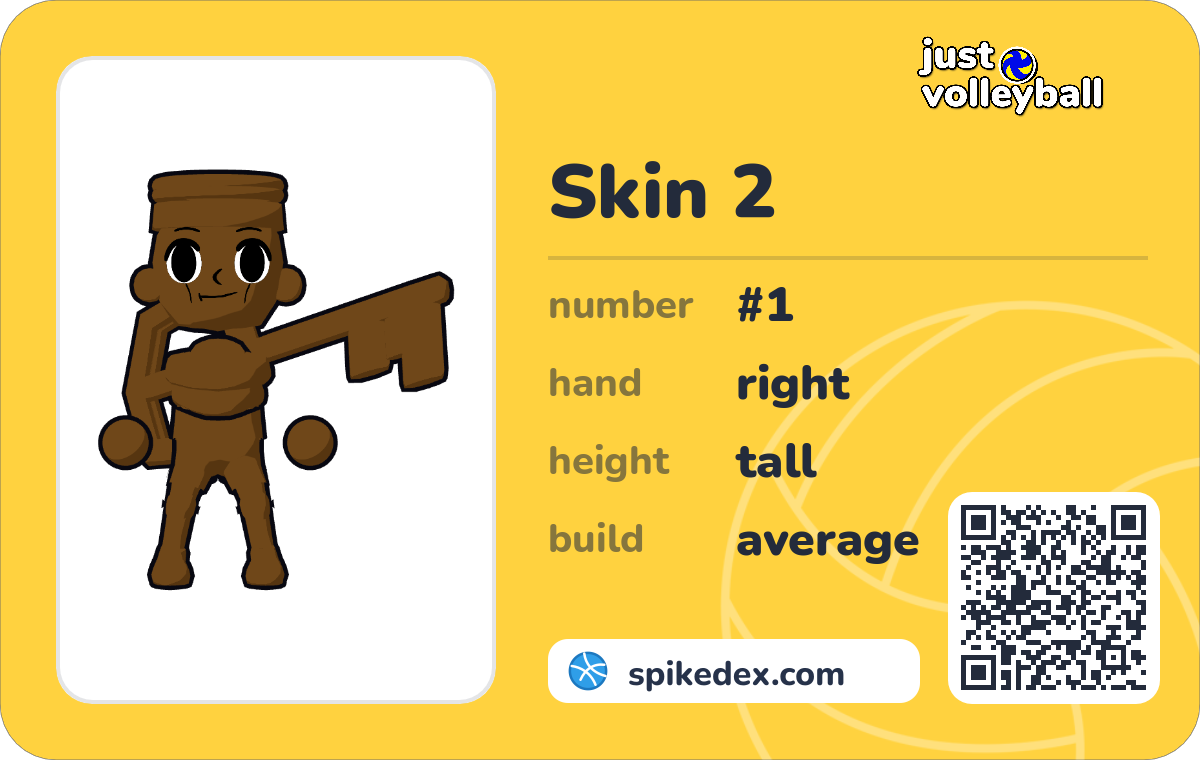 just
volleyball
Skin 2
number #1
hand right
height tall
build average
spikedex.com